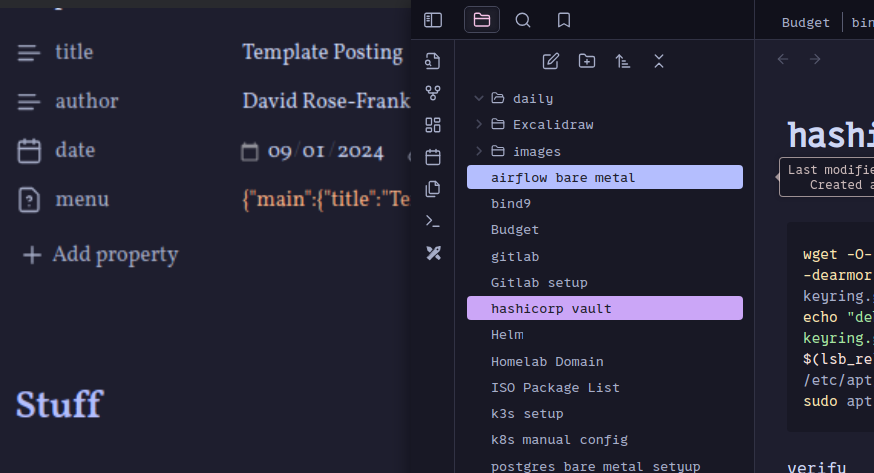 title Template Posting
author David Rose-Frank
date 09/01/2024
menu {"main":{"title":"Te
Add property
Stuff
daily
Excalidraw
images
airflow bare metal
bind9
Budget
gitlab
Gitlab setup
hashicorp vault
Helm
Homelab Domain
ISO Package List
k3s setup
k8s manual config
postgres bare metal setyup
Budget
bin
hashi
Last modifie
Created a
wget -O-
-dearmor
keyring.
echo "de
keyring.
$(lsb_re
/etc/apt
sudo apt
verify